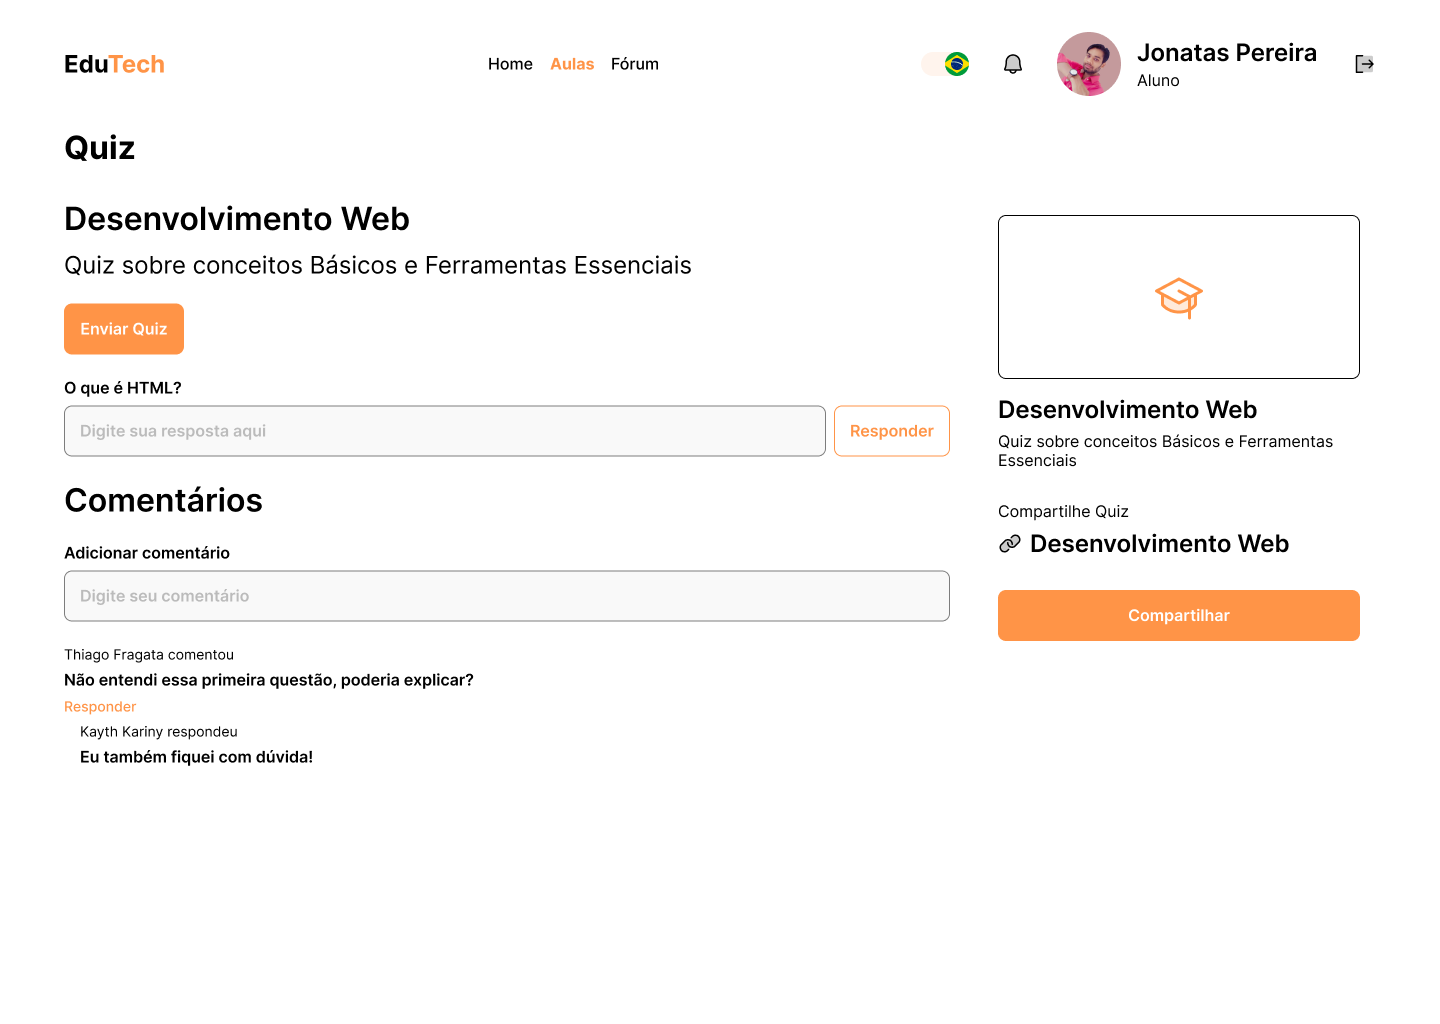 EduTech
Home Aulas Fórum
Jonatas Pereira
Aluno
Quiz
Desenvolvimento Web
Quiz sobre conceitos Básicos e Ferramentas Essenciais
Enviar Quiz
O que é HTML?
Digite sua resposta aqui
Responder
Comentários
Adicionar comentário
Digite seu comentário
Thiago Fragata comentou
Não entendi essa primeira questão, poderia explicar?
Responder
Kayth Kariny respondeu
Eu também fiquei com dúvida!
Desenvolvimento Web
Quiz sobre conceitos Básicos e Ferramentas
Essenciais
Compartilhe Quiz
Desenvolvimento Web
Compartilhar